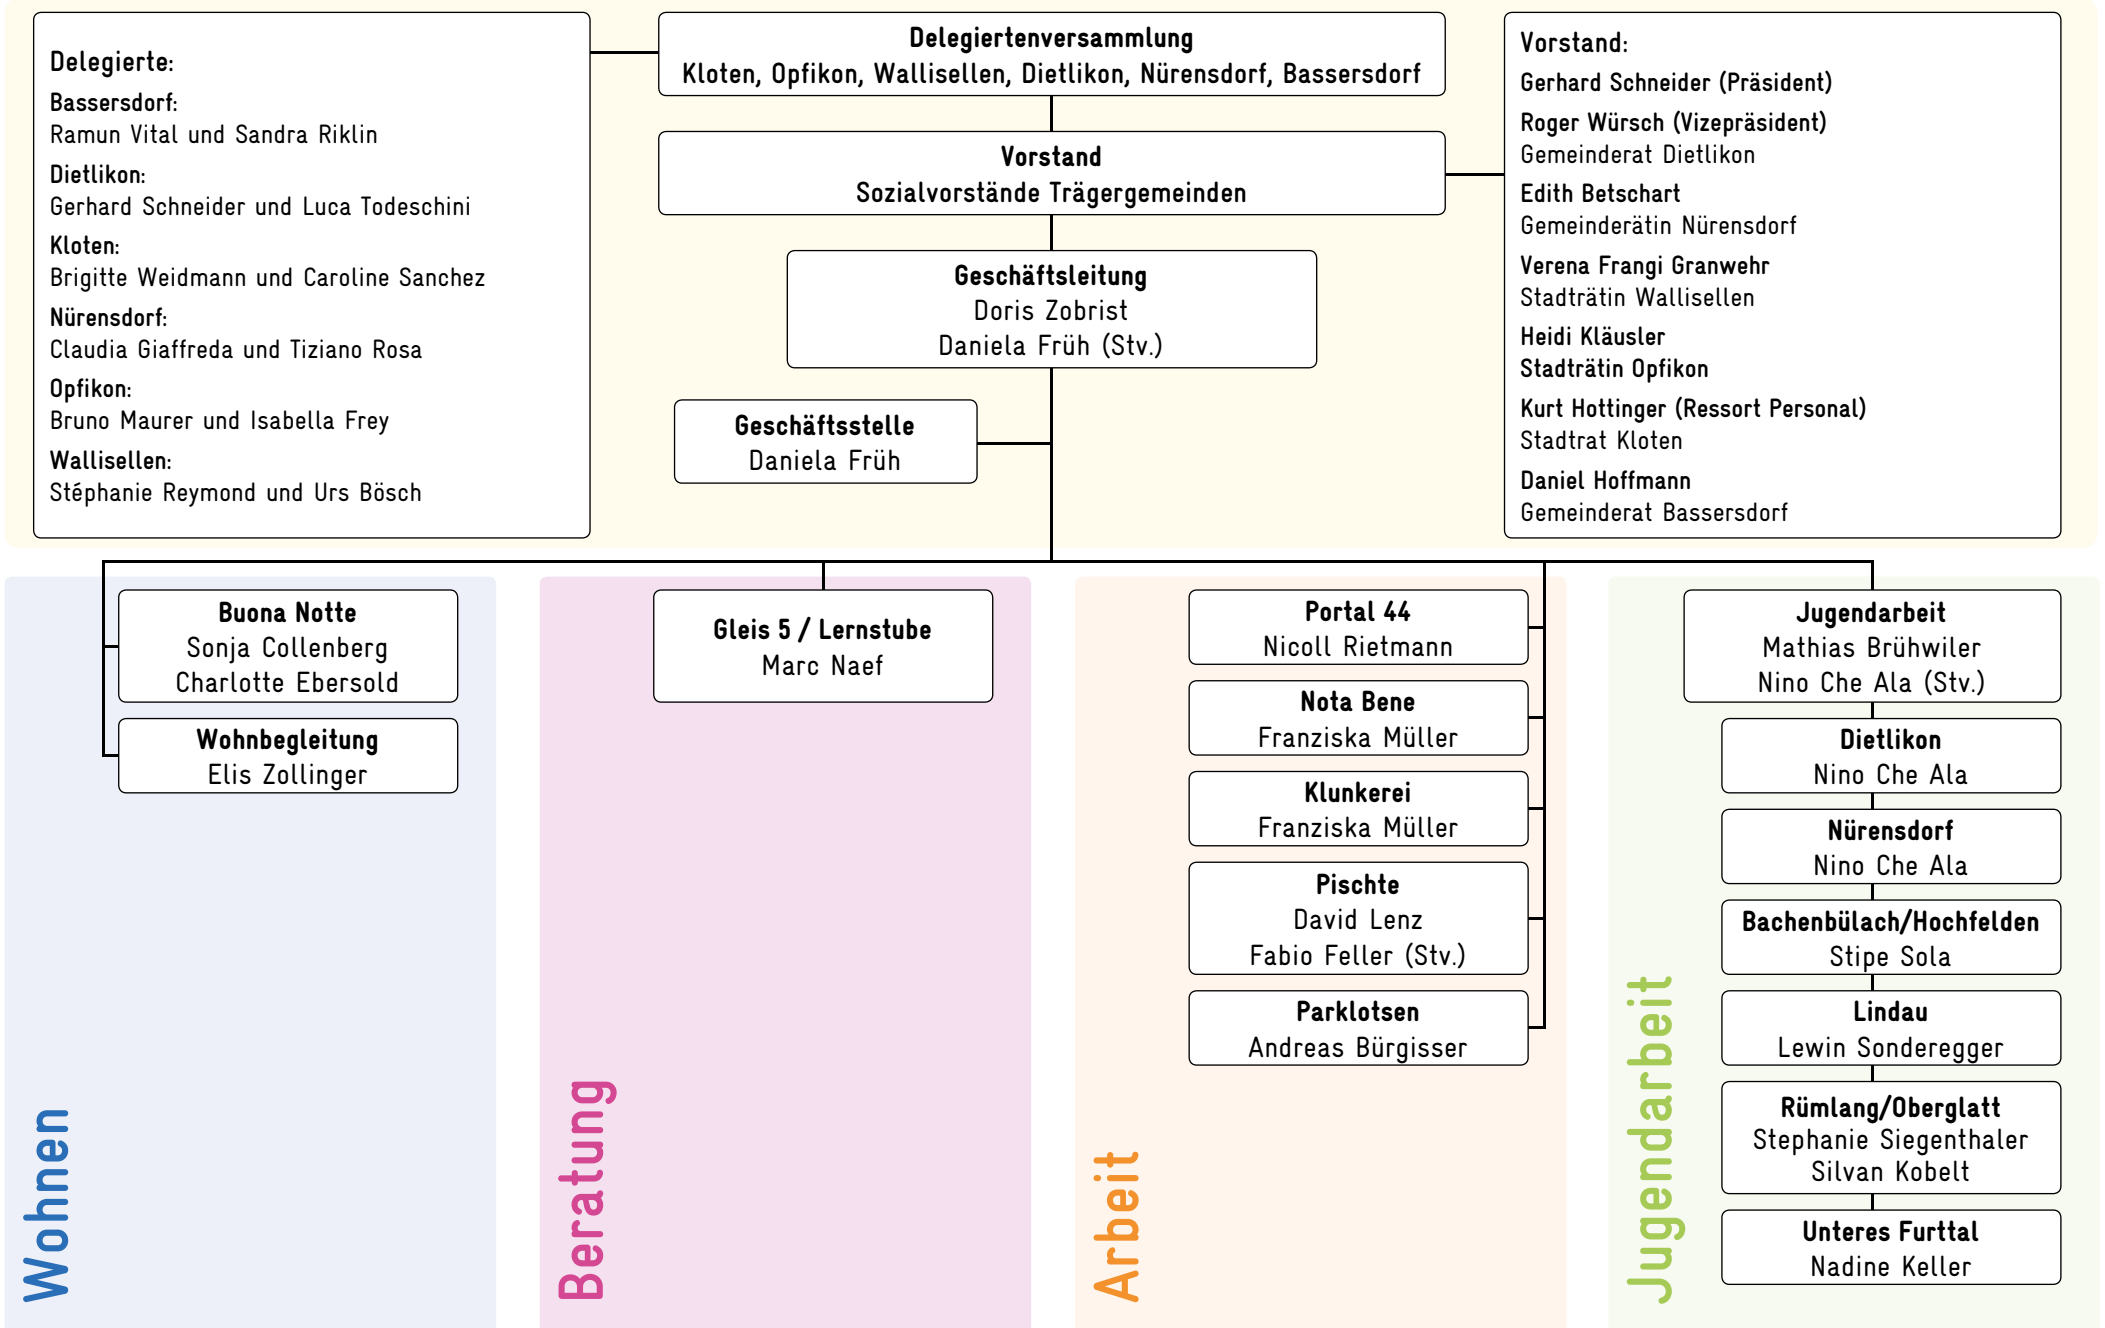 Delegierte:
Bassersdorf:
Ramun Vital und Sandra Riklin
Dietlikon:
Gerhard Schneider und Luca Todeschini
Kloten:
Brigitte Weidmann und Caroline Sanchez
Nürensdorf:
Claudia Giaffreda und Tiziano Rosa
Opfikon:
Bruno Maurer und Isabella Frey
Wallisellen:
Stéphanie Reymond und Urs Bösch
Delegiertenversammlung
Kloten, Opfikon, Wallisellen, Dietlikon, Nürensdorf, Bassersdorf
Vorstand
Sozialvorstände Trägergemeinden
Geschäftsleitung
Doris Zobrist
Daniela Früh (Stv.)
Geschäftsstelle
Daniela Früh
Vorstand:
Gerhard Schneider (Präsident)
Roger Würsch (Vizepräsident)
Gemeinderat Dietlikon
Edith Betschart
Gemeinderätin Nürensdorf
Verena Frangi Granwehr
Stadträtin Wallisellen
Heidi Kläusler
Stadträtin Opfikon
Kurt Hottinger (Ressort Personal)
Stadtrat Kloten
Daniel Hoffmann
Gemeinderat Bassersdorf
Wohnen
Buona Notte
Sonja Collenberg
Charlotte Ebersold
Wohnbegleitung
Elis Zollinger
Beratung
Gleis 5 / Lernstube
Marc Naef
Arbeit
Portal 44
Nicoll Rietmann
Nota Bene
Franziska Müller
Klunkerei
Franziska Müller
Pischte
David Lenz
Fabio Feller (Stv.)
Parklotsen
Andreas Bürgisser
Jugendarbeit
Jugendarbeit
Mathias Brühwiler
Nino Che Ala (Stv.)
Dietlikon
Nino Che Ala
Nürensdorf
Nino Che Ala
Bachenbülach/Hochfelden
Stipe Sola
Lindau
Lewin Sonderegger
Rümlang/Oberglatt
Stephanie Siegenthaler
Silvan Kobelt
Unteres Furttal
Nadine Keller